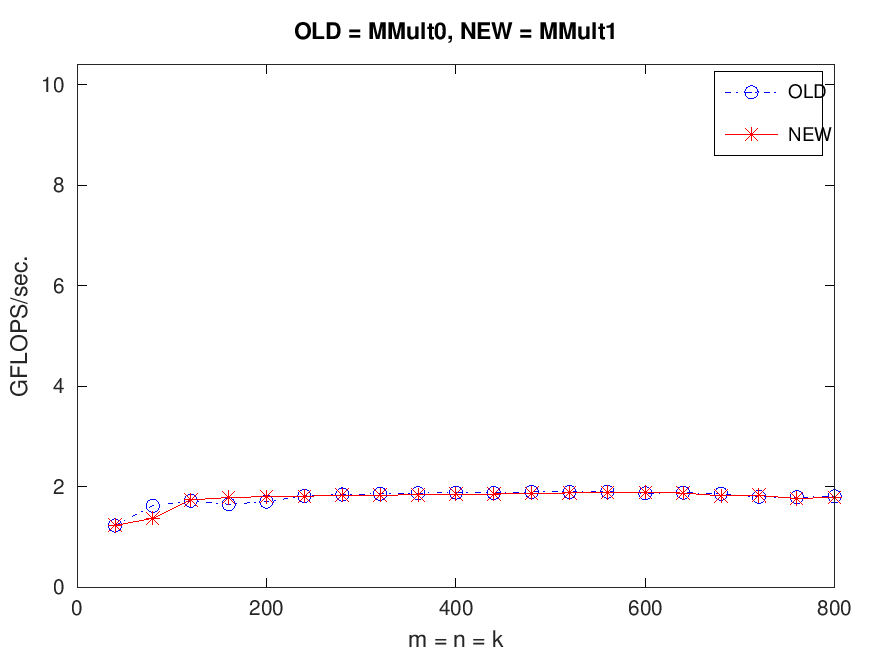 OLD = MMult0, NEW = MMult1
OLD
NEW
10
8
6
4
2
0
GFLOPS/sec.
0 200 400 600 800
m = n = k